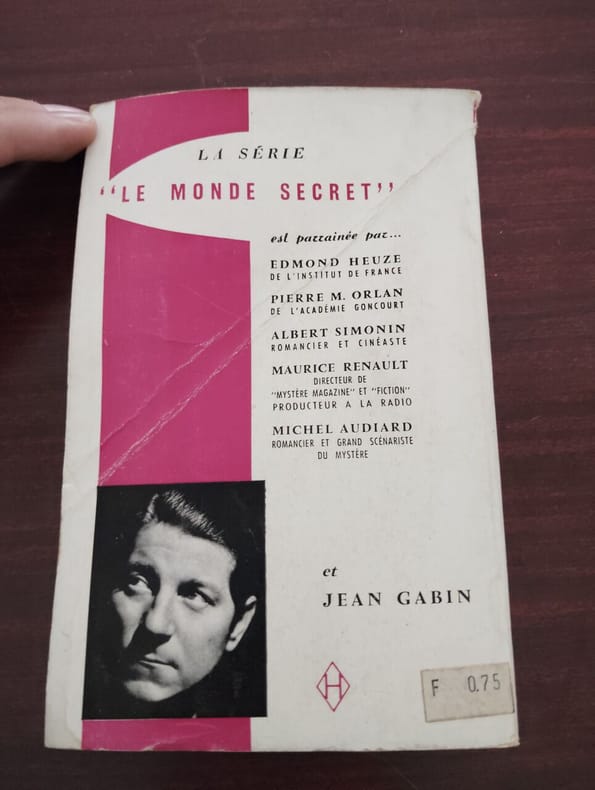 LA SÉRIE
"LE MONDE SECRET"
est parrainée par...
EDMOND HEUZE
DE L'INSTITUT DE FRANCE
PIERRE M. ORLAN
DE L'ACADÉMIE GONCOURT
ALBERT SIMONIN
ROMANCIER ET CINÉASTE
MAURICE RENAULT
DIRECTEUR DE
"MYSTÈRE MAGAZINE" ET "FICTION"
PRODUCTEUR A LA RADIO
MICHEL AUDIARD
ROMANCIER ET GRAND SCÉNARISTE
DU MYSTÈRE
et
JEAN GABIN
H
F 0.75